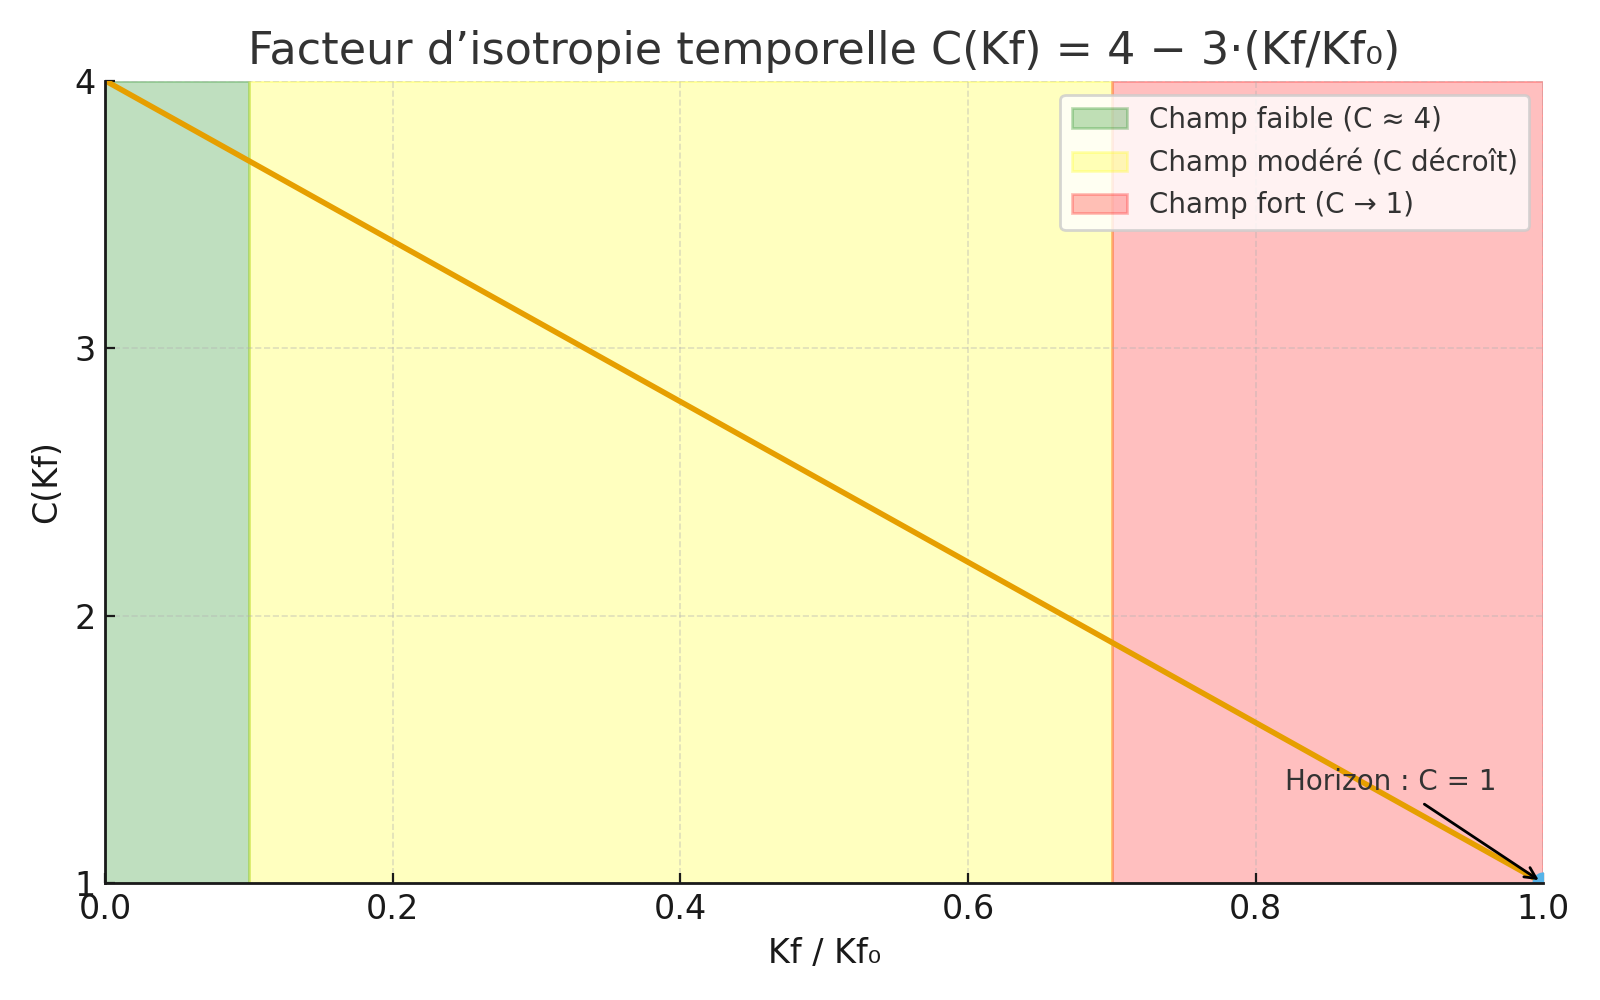 Facteur d’isotropie temporelle C(Kf) = 4 − 3·(Kf/Kf₀)
Champ faible (C ≈ 4)
Champ modéré (C décroît)
Champ fort (C → 1)
C(Kf)
4
3
2
1
Horizon : C = 1
0.0 0.2 0.4 0.6 0.8 1.0
Kf / Kf₀